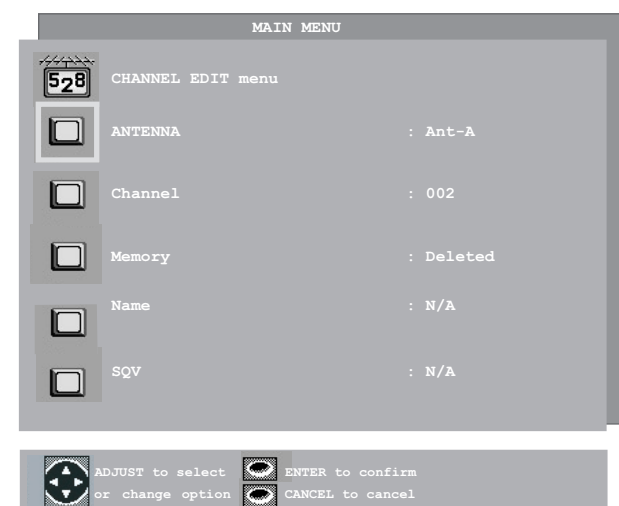 MAIN MENU
528
CHANNEL EDIT menu
ANTENNA : Ant-A
Channel : 002
Memory : Deleted
Name : N/A
SQV : N/A
ADJUST to select ENTER to confirm
or change option CANCEL to cancel